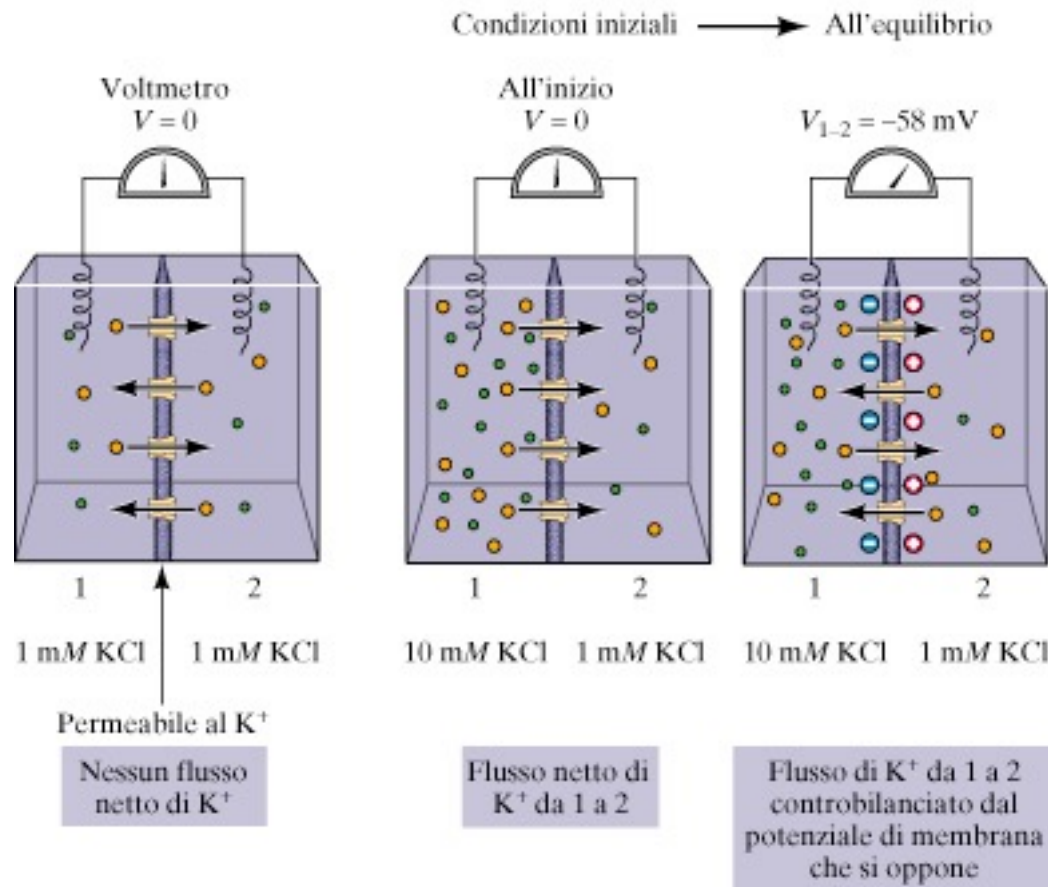 Condizioni iniziali All'equilibrio
Voltmetro
V = 0
All'inizio
V = 0
V1–2 = –58 mV
1 2
1 2
1 2
1 mM KCl 1 mM KCl
10 mM KCl 1 mM KCl
10 mM KCl 1 mM KCl
Permeabile al K+
Nessun flusso
netto di K+
Flusso netto di
K+ da 1 a 2
Flusso di K+ da 1 a 2
controbilanciato dal
potenziale di membrana
che si oppone